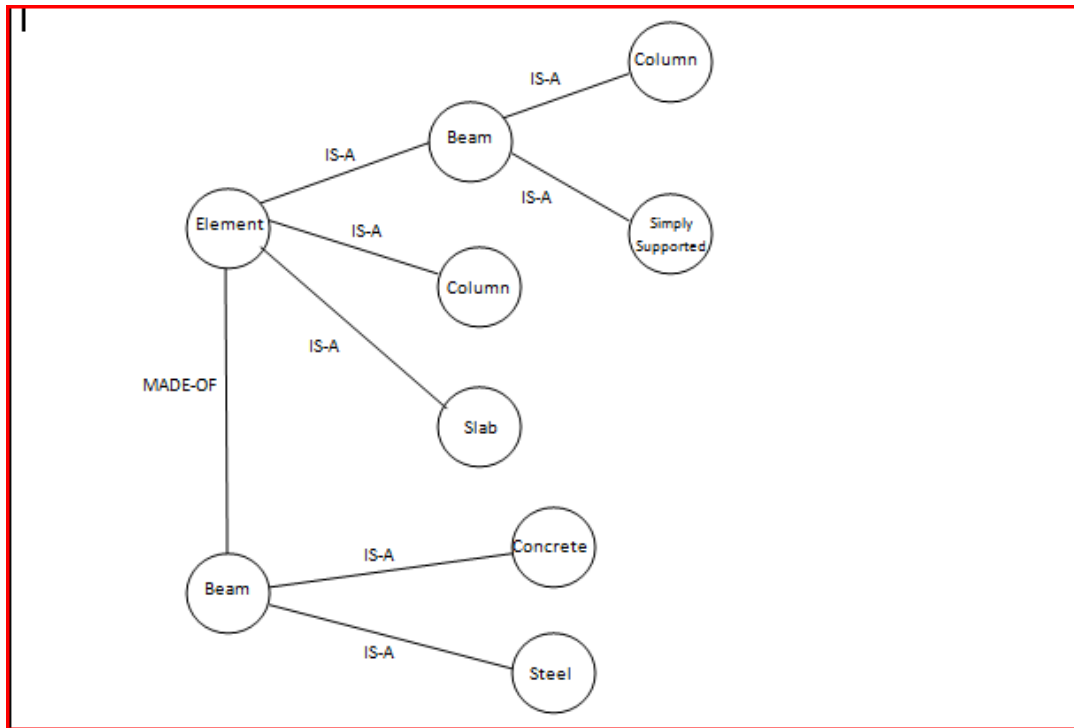 Column
IS-A
Beam
IS-A
IS-A
Simply
Supported
Element
IS-A
Column
IS-A
MADE-OF
Slab
Concrete
IS-A
Beam
IS-A
Steel